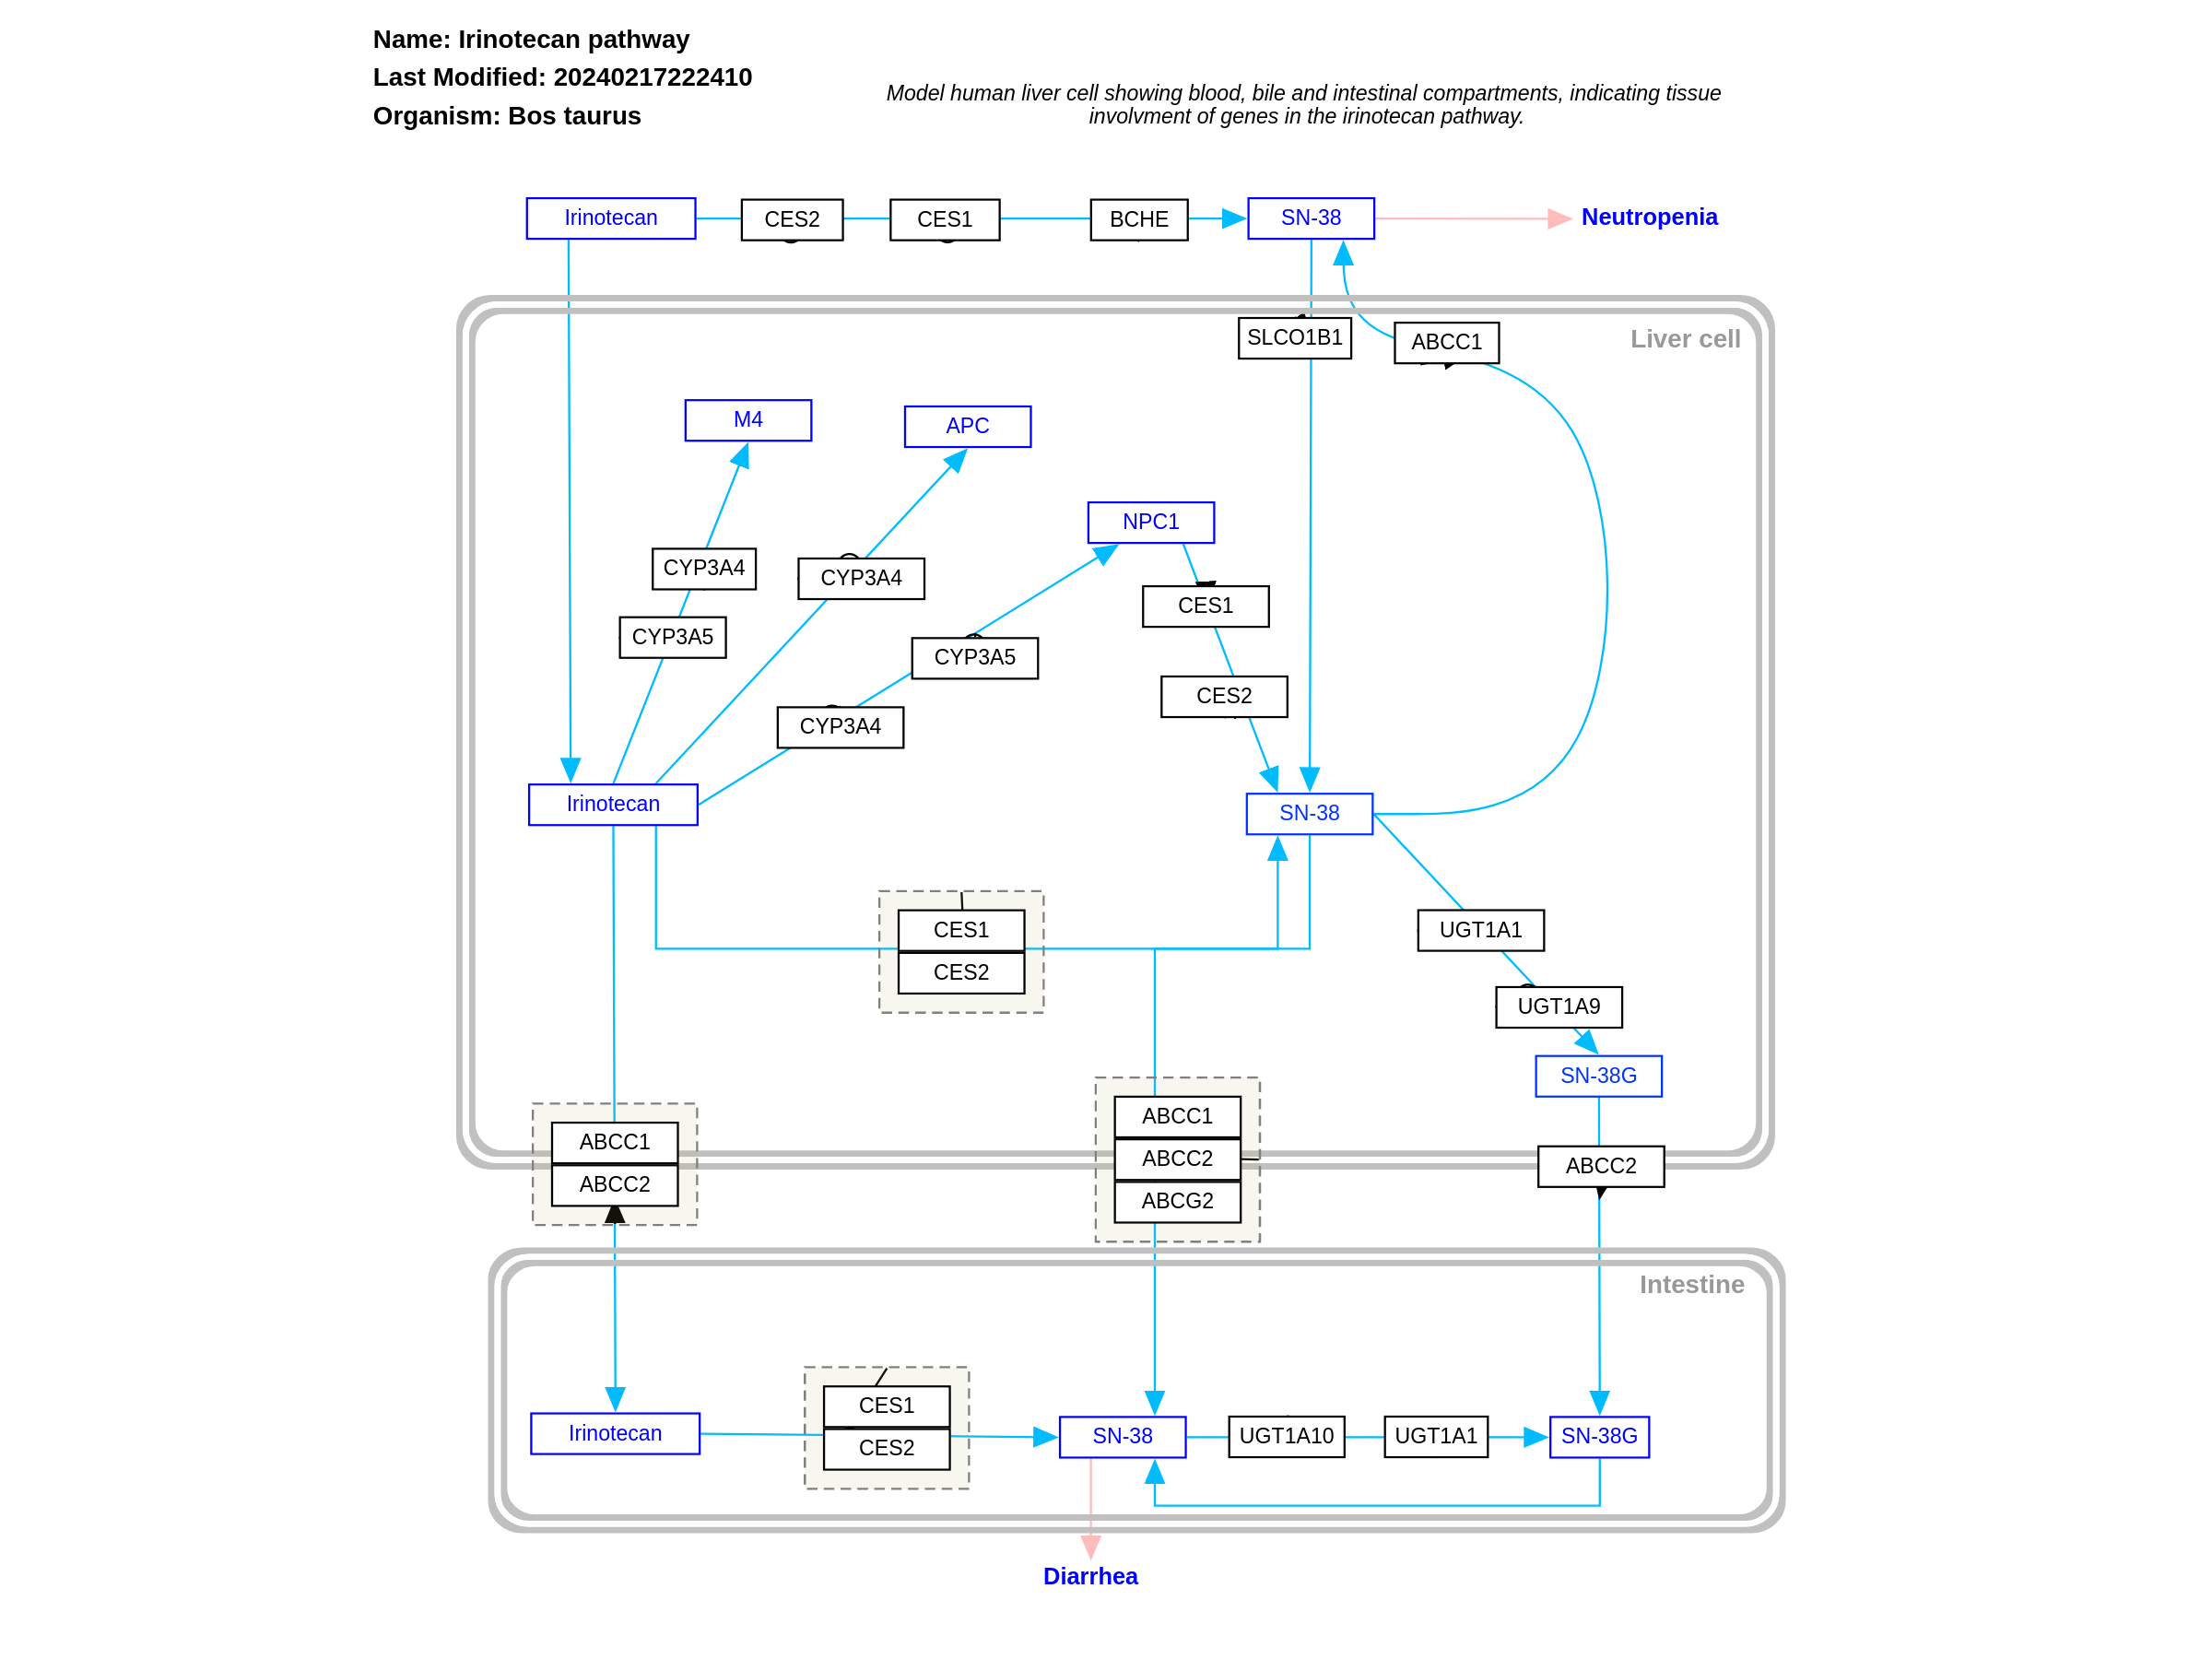 Name: Irinotecan pathway
Last Modified: 20240217222410
Organism: Bos taurus
Model human liver cell showing blood, bile and intestinal compartments, indicating tissue
involvment of genes in the irinotecan pathway.
Irinotecan
CES2
CES1
BCHE
SN-38
Neutropenia
SLCO1B1
ABCC1
Liver cell
M4
APC
NPC1
CYP3A4
CYP3A4
CES1
CYP3A5
CYP3A5
CES2
CYP3A4
Irinotecan
SN-38
CES1
CES2
UGT1A1
UGT1A9
SN-38G
ABCC1
ABCC2
ABCC1
ABCC2
ABCG2
ABCC2
Intestine
Irinotecan
CES1
CES2
SN-38
UGT1A10
UGT1A1
SN-38G
Diarrhea